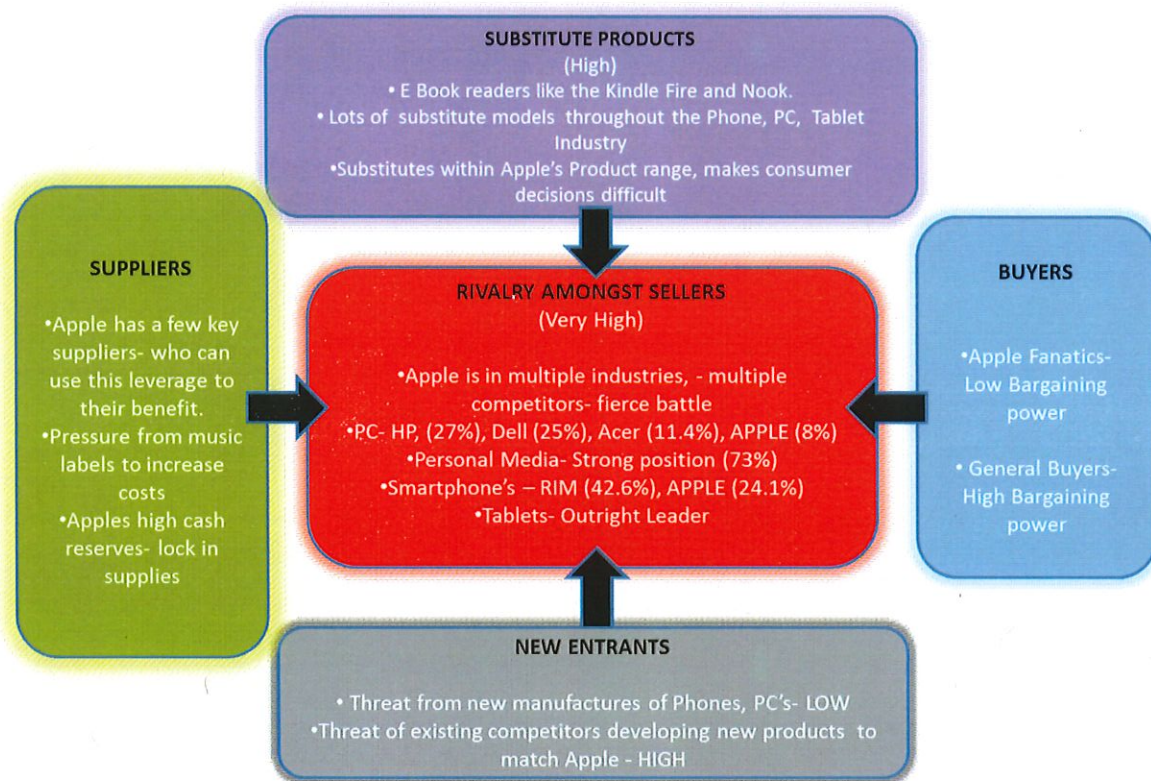 SUBSTITUTE PRODUCTS
(High)
• E Book readers like the Kindle Fire and Nook.
• Lots of substitute models throughout the Phone, PC, Tablet
Industry
•Substitutes within Apple's Product range, makes consumer
decisions difficult
SUPPLIERS
•Apple has a few key
suppliers- who can
use this leverage to
their benefit.
•Pressure from music
labels to increase
costs
•Apples high cash
reserves- lock in
supplies
RIVALRY AMONGST SELLERS
(Very High)
•Apple is in multiple industries, - multiple
competitors- fierce battle
•PC- HP, (27%), Dell (25%), Acer (11.4%), APPLE (8%)
•Personal Media- Strong position (73%)
•Smartphone's – RIM (42.6%), APPLE (24.1%)
•Tablets- Outright Leader
BUYERS
•Apple Fanatics-
Low Bargaining
power
• General Buyers-
High Bargaining
power
NEW ENTRANTS
• Threat from new manufactures of Phones, PC's- LOW
•Threat of existing competitors developing new products to
match Apple - HIGH